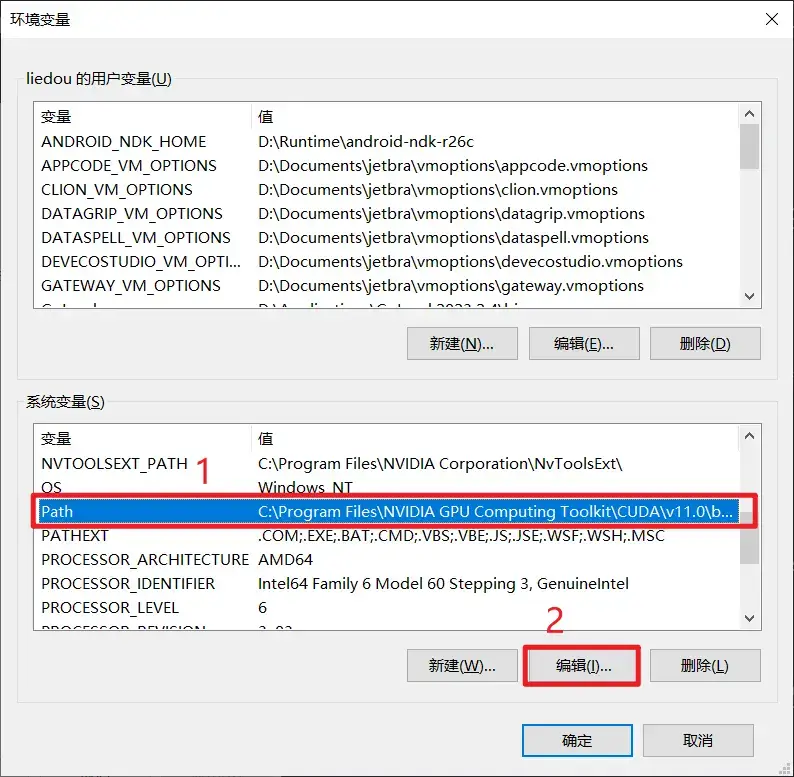 环境变量
liedou 的用户变量(U)
变量 值
ANDROID_NDK_HOME D:\Runtime\android-ndk-r26c
APPCODE_VM_OPTIONS D:\Documents\jetbra\vmoptions\appcode.vmoptions
CLION_VM_OPTIONS D:\Documents\jetbra\vmoptions\clion.vmoptions
DATAGRIP_VM_OPTIONS D:\Documents\jetbra\vmoptions\datagrip.vmoptions
DATASPELL_VM_OPTIONS D:\Documents\jetbra\vmoptions\dataspell.vmoptions
DEVECOSTUDIO_VM_OPTI... D:\Documents\jetbra\vmoptions\devecostudio.vmoptions
GATEWAY_VM_OPTIONS D:\Documents\jetbra\vmoptions\gateway.vmoptions
新建(N)... 编辑(E)... 删除(D)
系统变量(S)
变量 值
NVTOOLSEXT_PATH 1 C:\Program Files\NVIDIA Corporation\NvToolsExt\
OS Windows_NT
Path C:\Program Files\NVIDIA GPU Computing Toolkit\CUDA\v11.0\b...
PATHEXT .COM;.EXE;.BAT;.CMD;.VBS;.VBE;.JS;.JSE;.WSF;.WSH;.MSC
PROCESSOR_ARCHITECTURE AMD64
PROCESSOR_IDENTIFIER Intel64 Family 6 Model 60 Stepping 3, GenuineIntel
PROCESSOR_LEVEL 6
2
新建(W)... 编辑(I)... 删除(L)
确定 取消